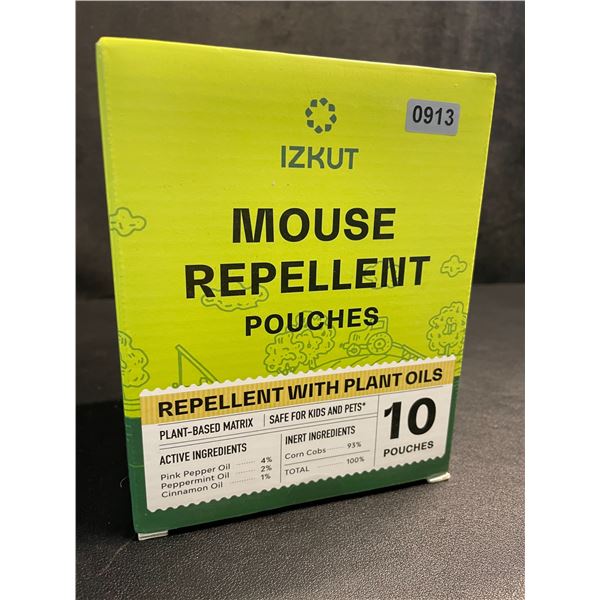 0913
IZKUT
MOUSE
REPELLENT
POUCHES
REPELLENT WITH PLANT OILS
PLANT-BASED MATRIX | SAFE FOR KIDS AND PETS*
ACTIVE INGREDIENTS
Pink Pepper Oil ........ 4%
Peppermint Oil ........ 2%
Cinnamon Oil ........ 1%
INERT INGREDIENTS
Corn Cobs ........ 93%
TOTAL ........ 100%
10
POUCHES